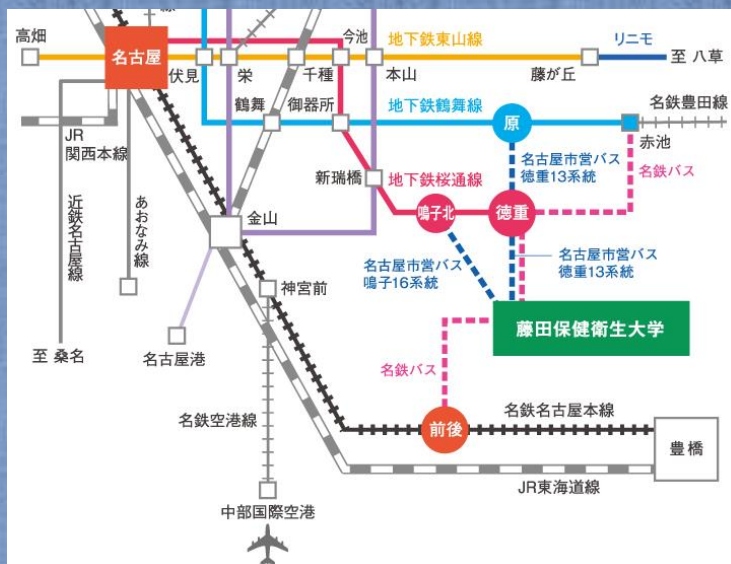 高畑
名古屋
伏見
栄
千種
今池
地下鉄東山線
本山
藤が丘
リニモ
至 八草
鶴舞
御器所
地下鉄鶴舞線
原
名鉄豊田線
赤池
JR
関西本線
新瑞橋
地下鉄桜通線
鳴子北
徳重
名古屋市営バス
徳重13系統
名鉄バス
近鉄名古屋線
あおなみ線
金山
名古屋市営バス
鳴子16系統
名古屋市営バス
徳重13系統
神宮前
藤田保健衛生大学
至 桑名
名古屋港
名鉄バス
名鉄空港線
前後
名鉄名古屋本線
豊橋
JR東海道線
中部国際空港